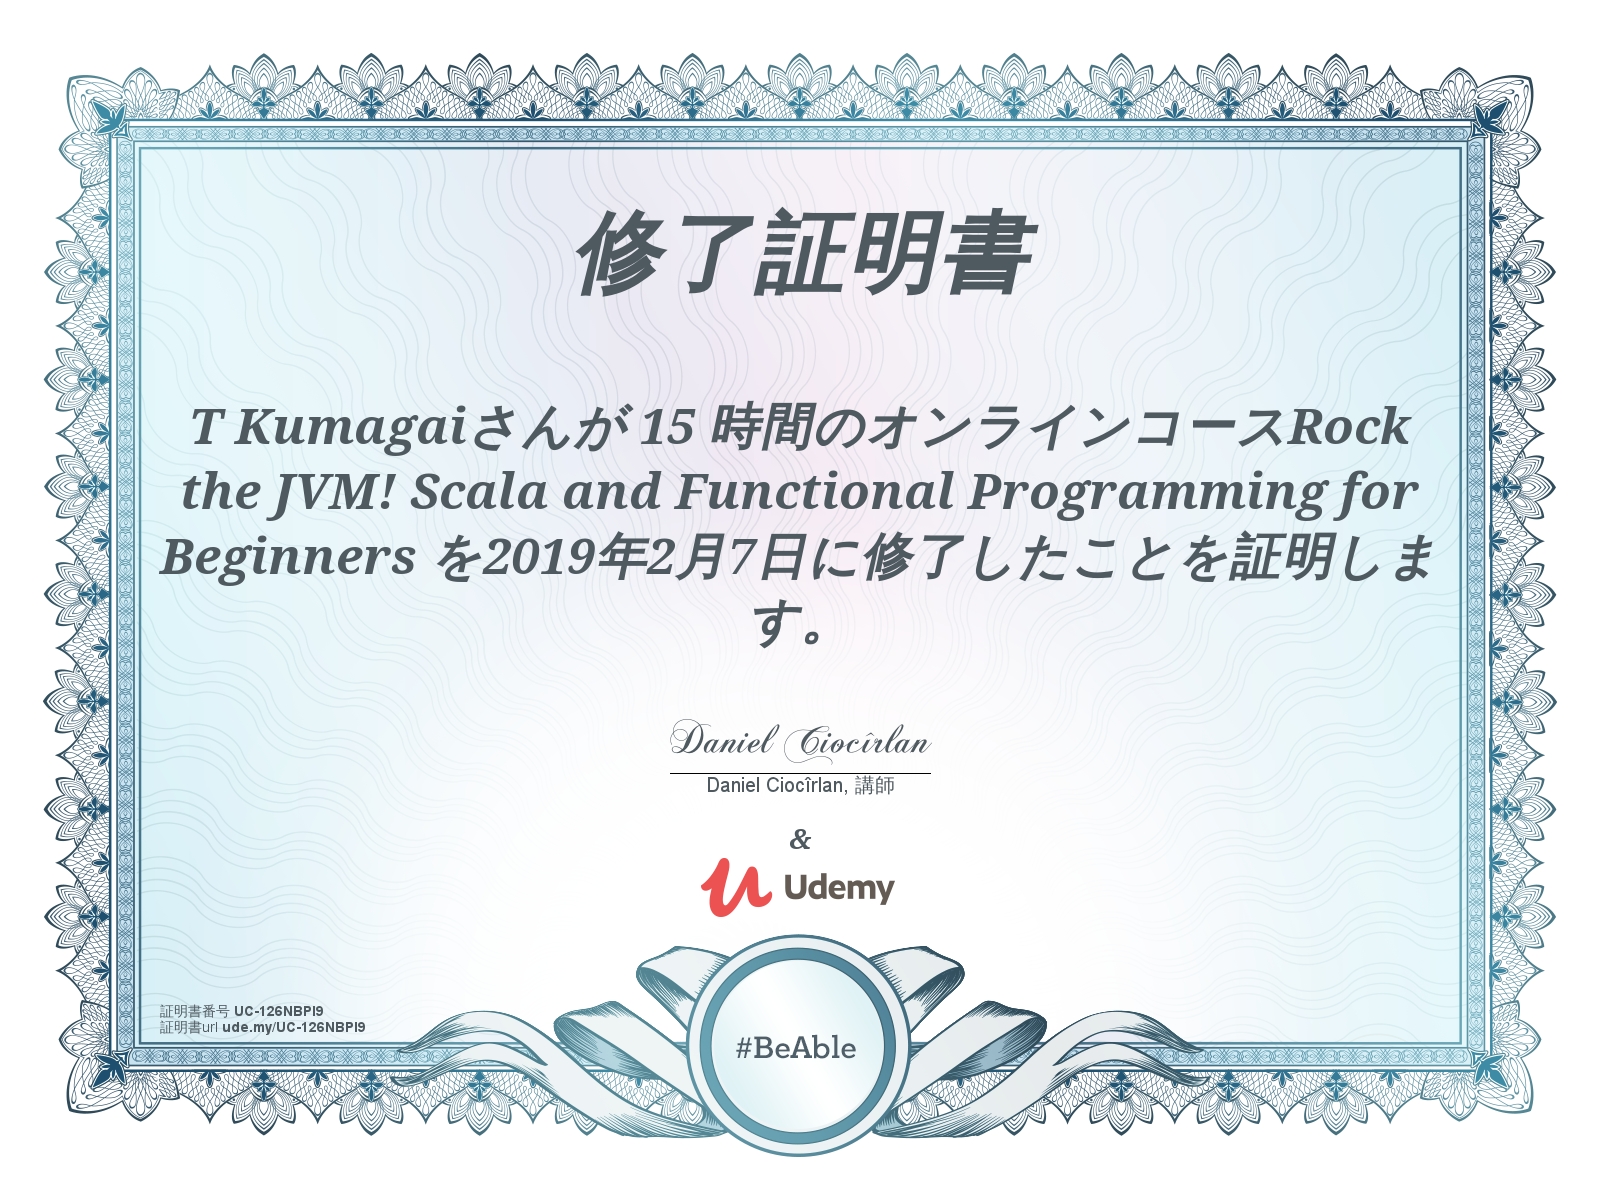 修了証明書
T Kumagaiさんが 15 時間のオンラインコースRock
the JVM! Scala and Functional Programming for
Beginners を2019年2月7日に修了したことを証明しま
す。
Daniel Ciocîrlan
Daniel Ciocîrlan, 講師
&
Udemy
証明書番号 UC-126NBPI9
証明書url ude.my/UC-126NBPI9
#BeAble